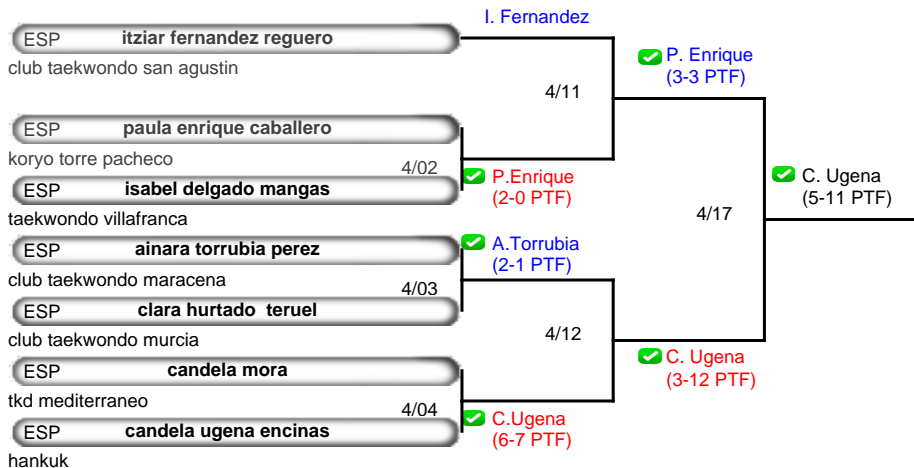 I. Fernandez
ESP itziar fernandez reguero
club taekwondo san agustin
P. Enrique
(3-3 PTF)
4/11
ESP paula enrique caballero
koryo torre pacheco
4/02
ESP isabel delgado mangas
taekwondo villafranca
P.Enrique
(2-0 PTF)
C. Ugena
(5-11 PTF)
4/17
ESP ainara torrubia perez
club taekwondo maracena
A.Torrubia
(2-1 PTF)
4/03
ESP clara hurtado teruel
club taekwondo murcia
4/12
ESP candela mora
tkd mediterraneo
C. Ugena
(3-12 PTF)
4/04
ESP candela ugena encinas
hankuk
C.Ugena
(6-7 PTF)